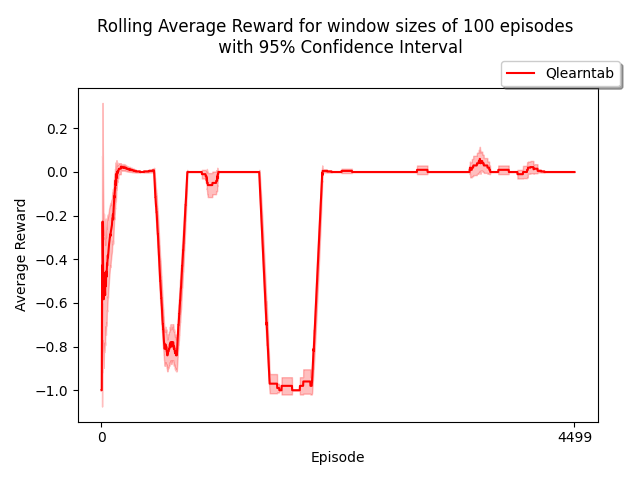 Rolling Average Reward for window sizes of 100 episodes
with 95% Confidence Interval
Qlearntab
0.2
0.0
−0.2
−0.4
−0.6
−0.8
−1.0
Average Reward
0
4499
Episode